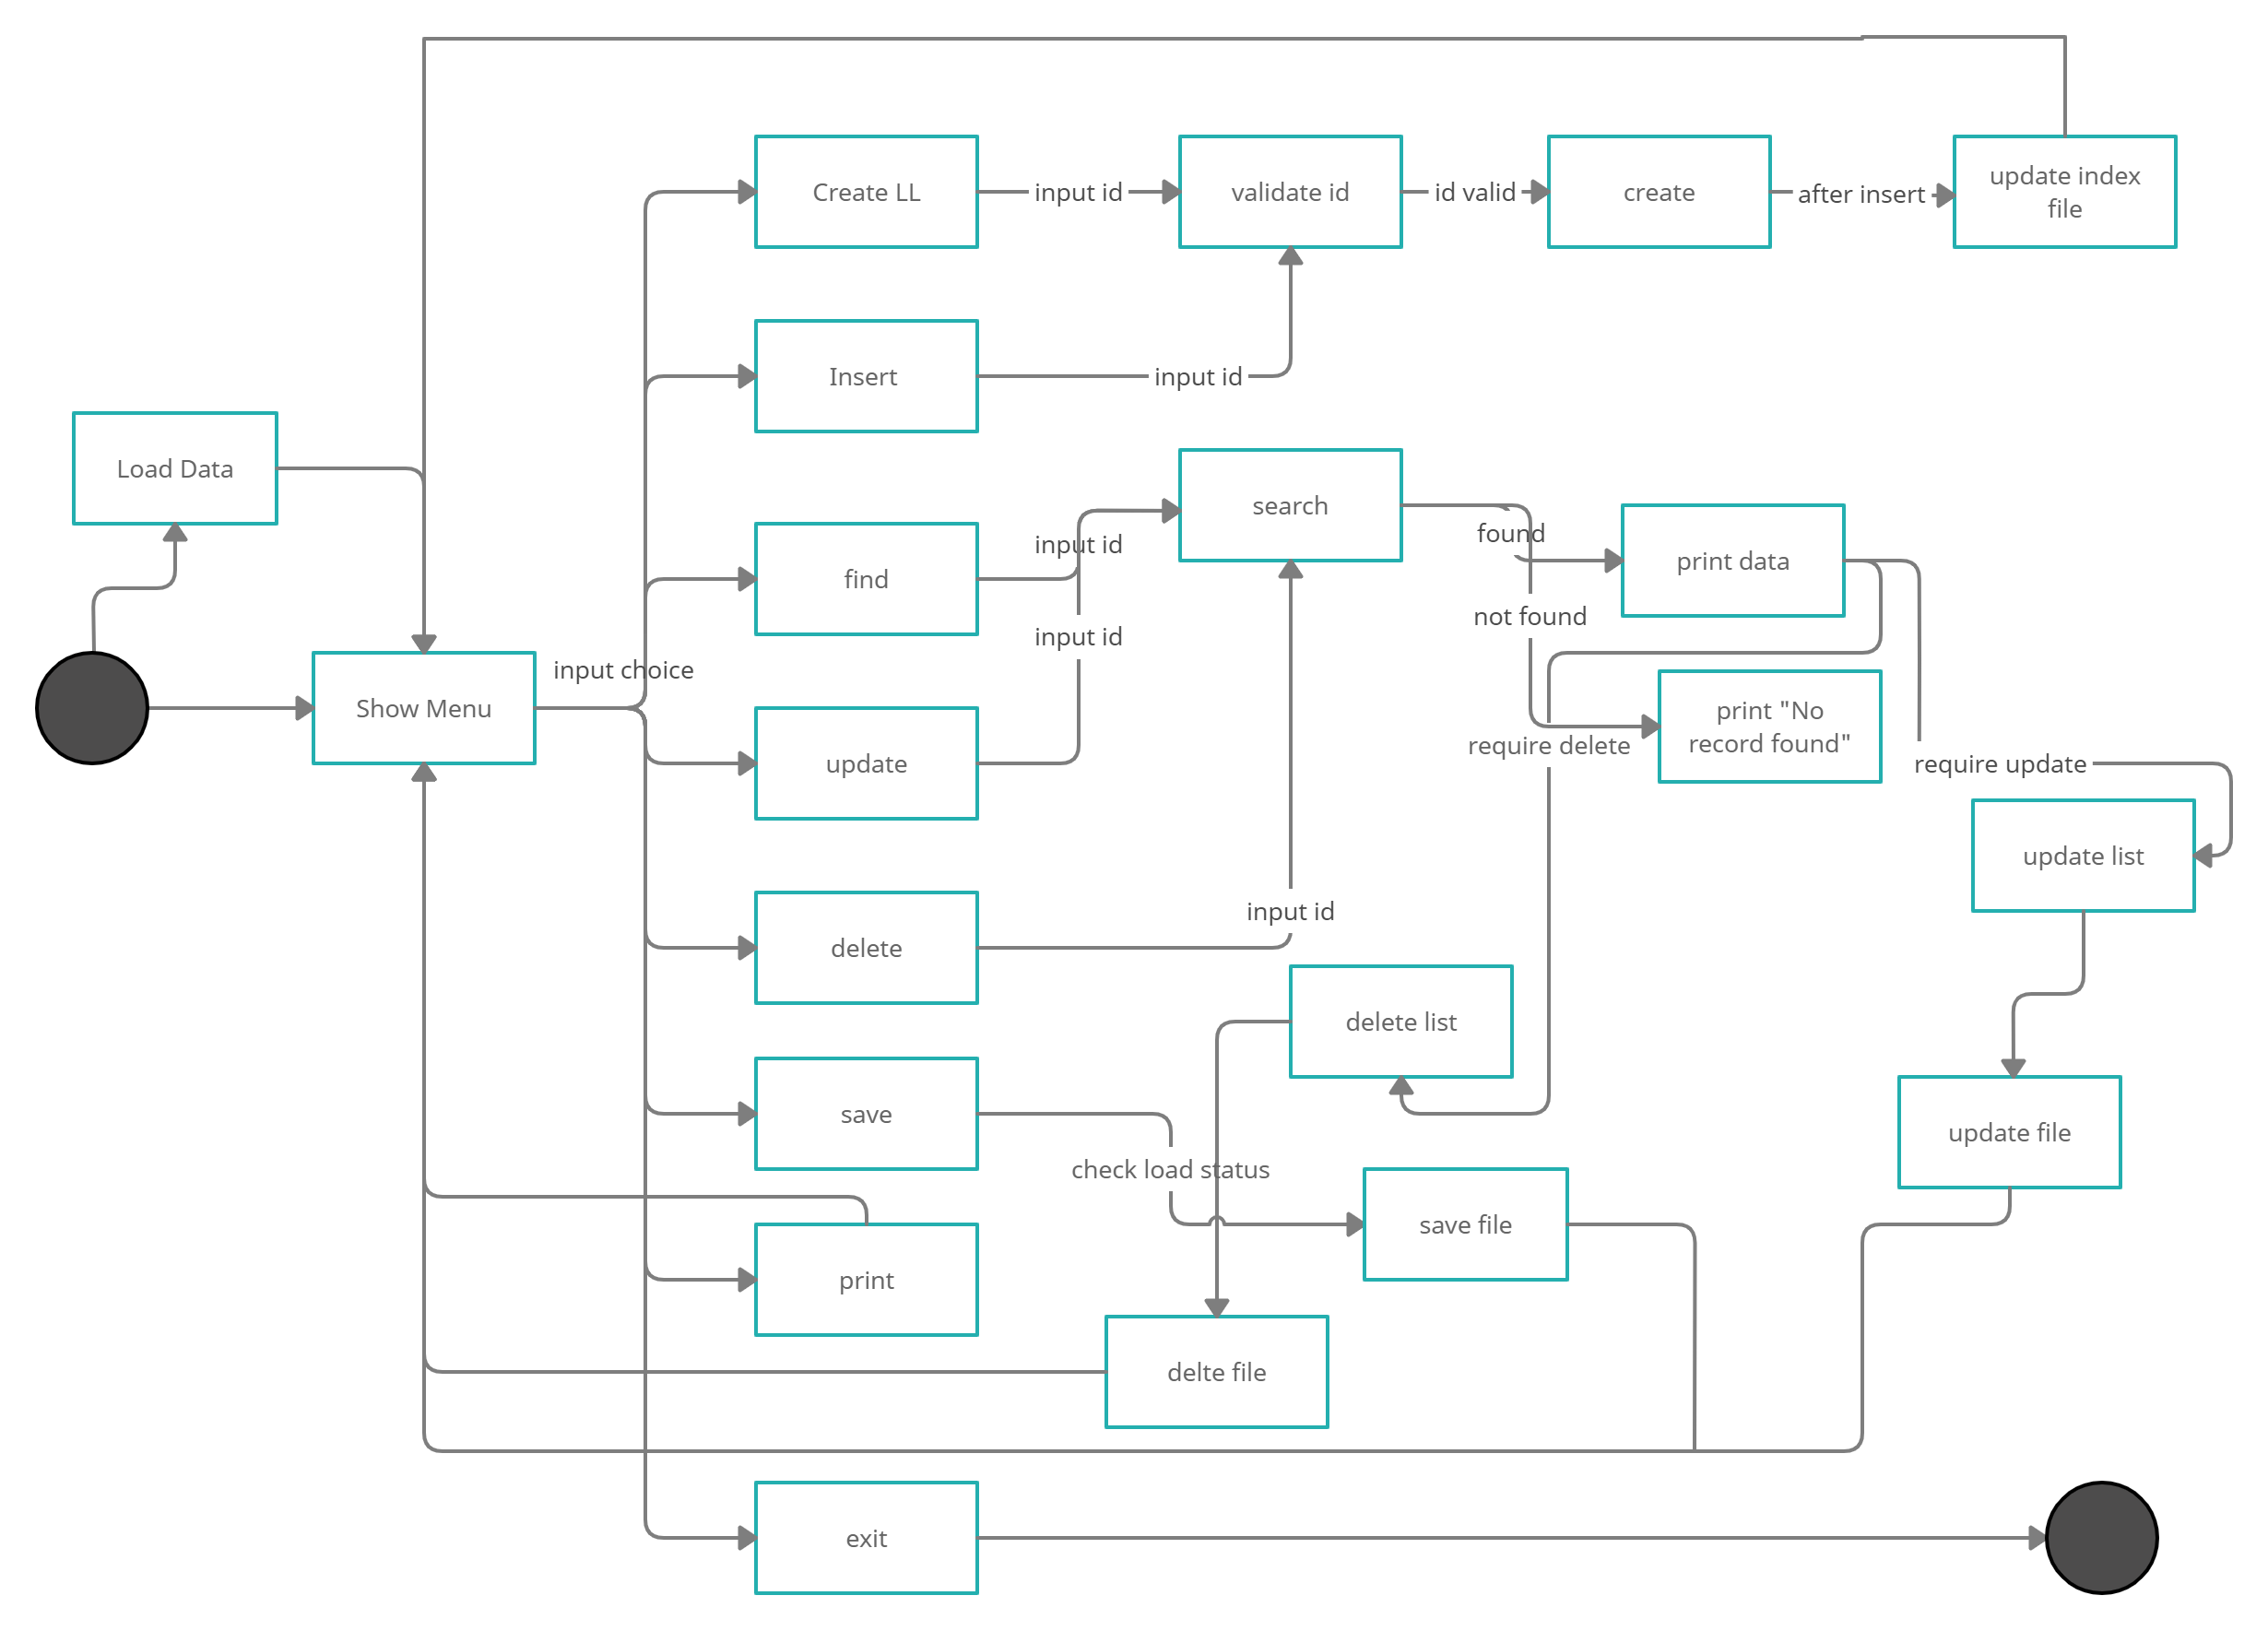 Create LL
input id
validate id
id valid
create
after insert
update index
file
Insert
input id
Load Data
search
found
input id
find
print data
not found
input id
input choice
Show Menu
print "No
record found"
require delete
update
require update
update list
input id
delete
delete list
save
update file
check load status
save file
print
delte file
exit